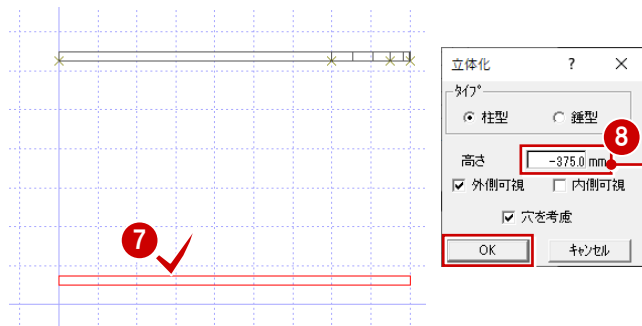 立体化 ? ×
タイプ
柱型 錘型
8
高さ -375.0 mm
外側可視 内側可視
穴を考慮
OK キャンセル
7